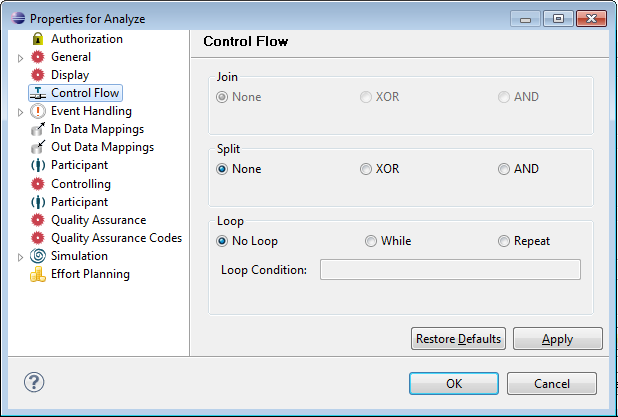 Properties for Analyze
Authorization
General
Display
Control Flow
Event Handling
In Data Mappings
Out Data Mappings
Participant
Controlling
Participant
Quality Assurance
Quality Assurance Codes
Simulation
Effort Planning
Control Flow
Join
None XOR AND
Split
None XOR AND
Loop
No Loop While Repeat
Loop Condition:
Restore Defaults Apply
? OK Cancel